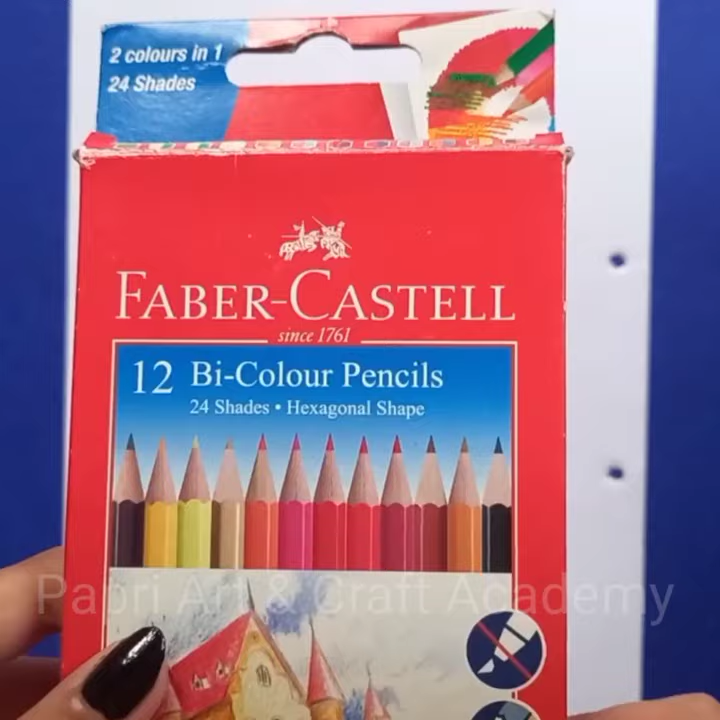 2 colours in 1
24 Shades
FABER-CASTELL
since 1761
12 Bi-Colour Pencils
24 Shades • Hexagonal Shape
Papri Art & Craft Academy